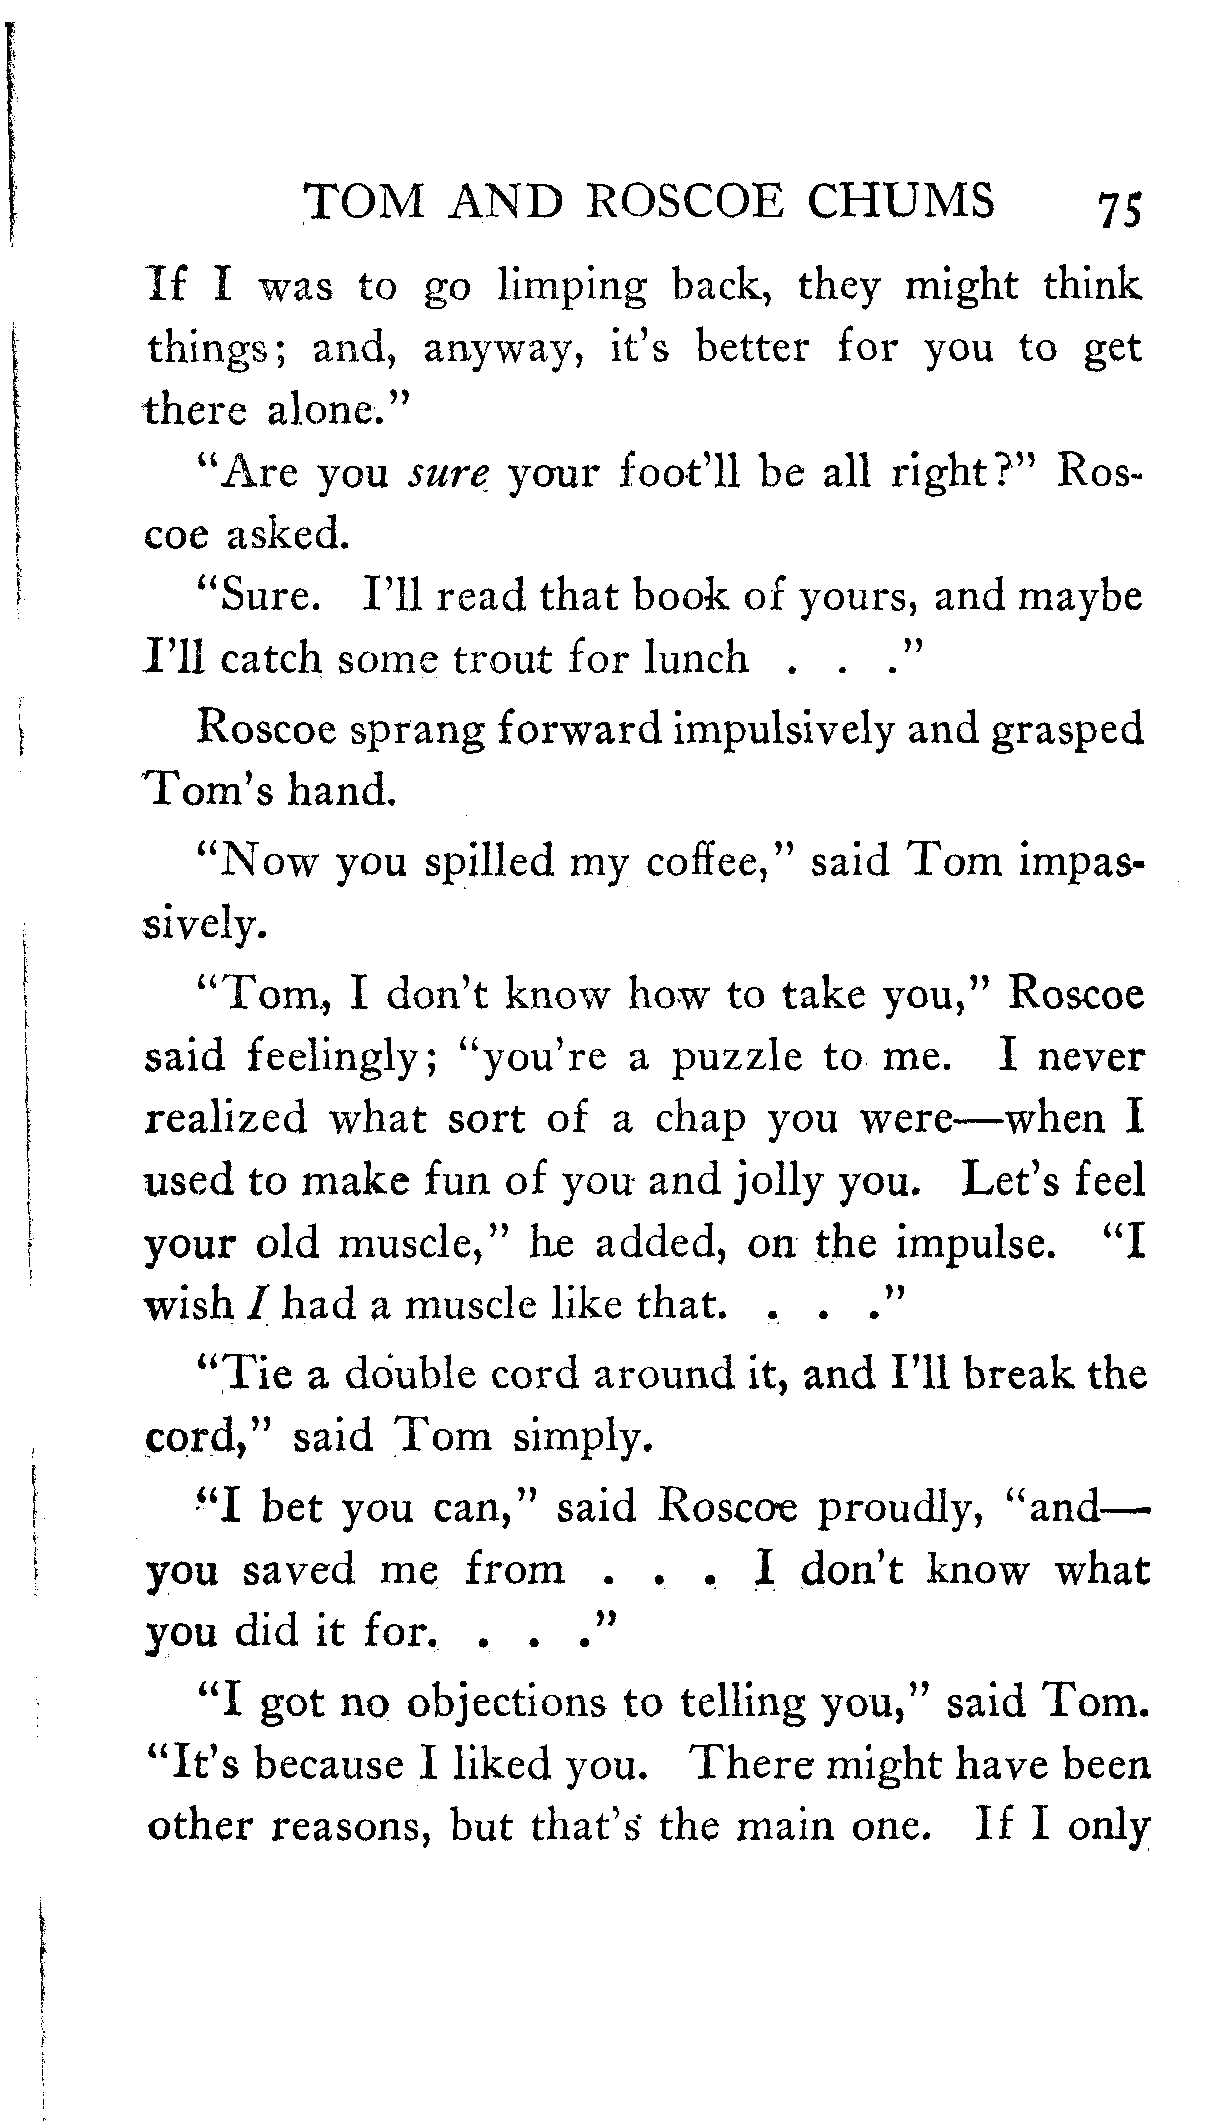 TOM AND ROSCOE CHUMS 75
If I was to go limping back, they might think
things; and, anyway, it's better for you to get
there alone."
"Are you sure your foot'll be all right?" Ros-
coe asked.
"Sure. I'll read that book of yours, and maybe
I'll catch some trout for lunch . . ."
Roscoe sprang forward impulsively and grasped
Tom's hand.
"Now you spilled my coffee," said Tom impas-
sively.
"Tom, I don't know how to take you," Roscoe
said feelingly; "you're a puzzle to me. I never
realized what sort of a chap you were—when I
used to make fun of you and jolly you. Let's feel
your old muscle," he added, on the impulse. "I
wish I had a muscle like that. . . ."
"Tie a double cord around it, and I'll break the
cord," said Tom simply.
"I bet you can," said Roscoe proudly, "and—
you saved me from . . . I don't know what
you did it for. . . ."
"I got no objections to telling you," said Tom.
"It's because I liked you. There might have been
other reasons, but that's the main one. If I only